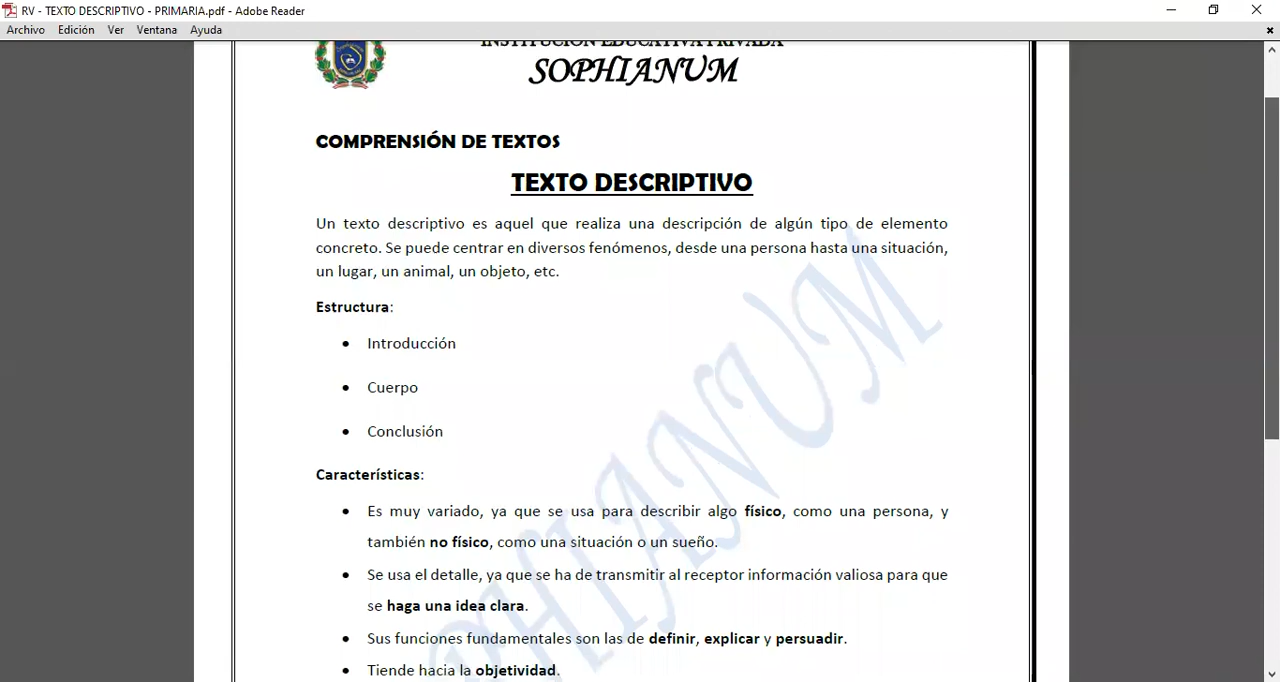 RV - TEXTO DESCRIPTIVO - PRIMARIA.pdf - Adobe Reader
Archivo Edición Ver Ventana Ayuda
INSTITUCIÓN EDUCATIVA PRIVADA
SOPHIANUM
COMPRENSIÓN DE TEXTOS
TEXTO DESCRIPTIVO
Un texto descriptivo es aquel que realiza una descripción de algún tipo de elemento
concreto. Se puede centrar en diversos fenómenos, desde una persona hasta una situación,
un lugar, un animal, un objeto, etc.
Estructura:
• Introducción
• Cuerpo
• Conclusión
Características:
• Es muy variado, ya que se usa para describir algo físico, como una persona, y
también no físico, como una situación o un sueño.
• Se usa el detalle, ya que se ha de transmitir al receptor información valiosa para que
se haga una idea clara.
• Sus funciones fundamentales son las de definir, explicar y persuadir.
• Tiende hacia la objetividad.
PHIANUM